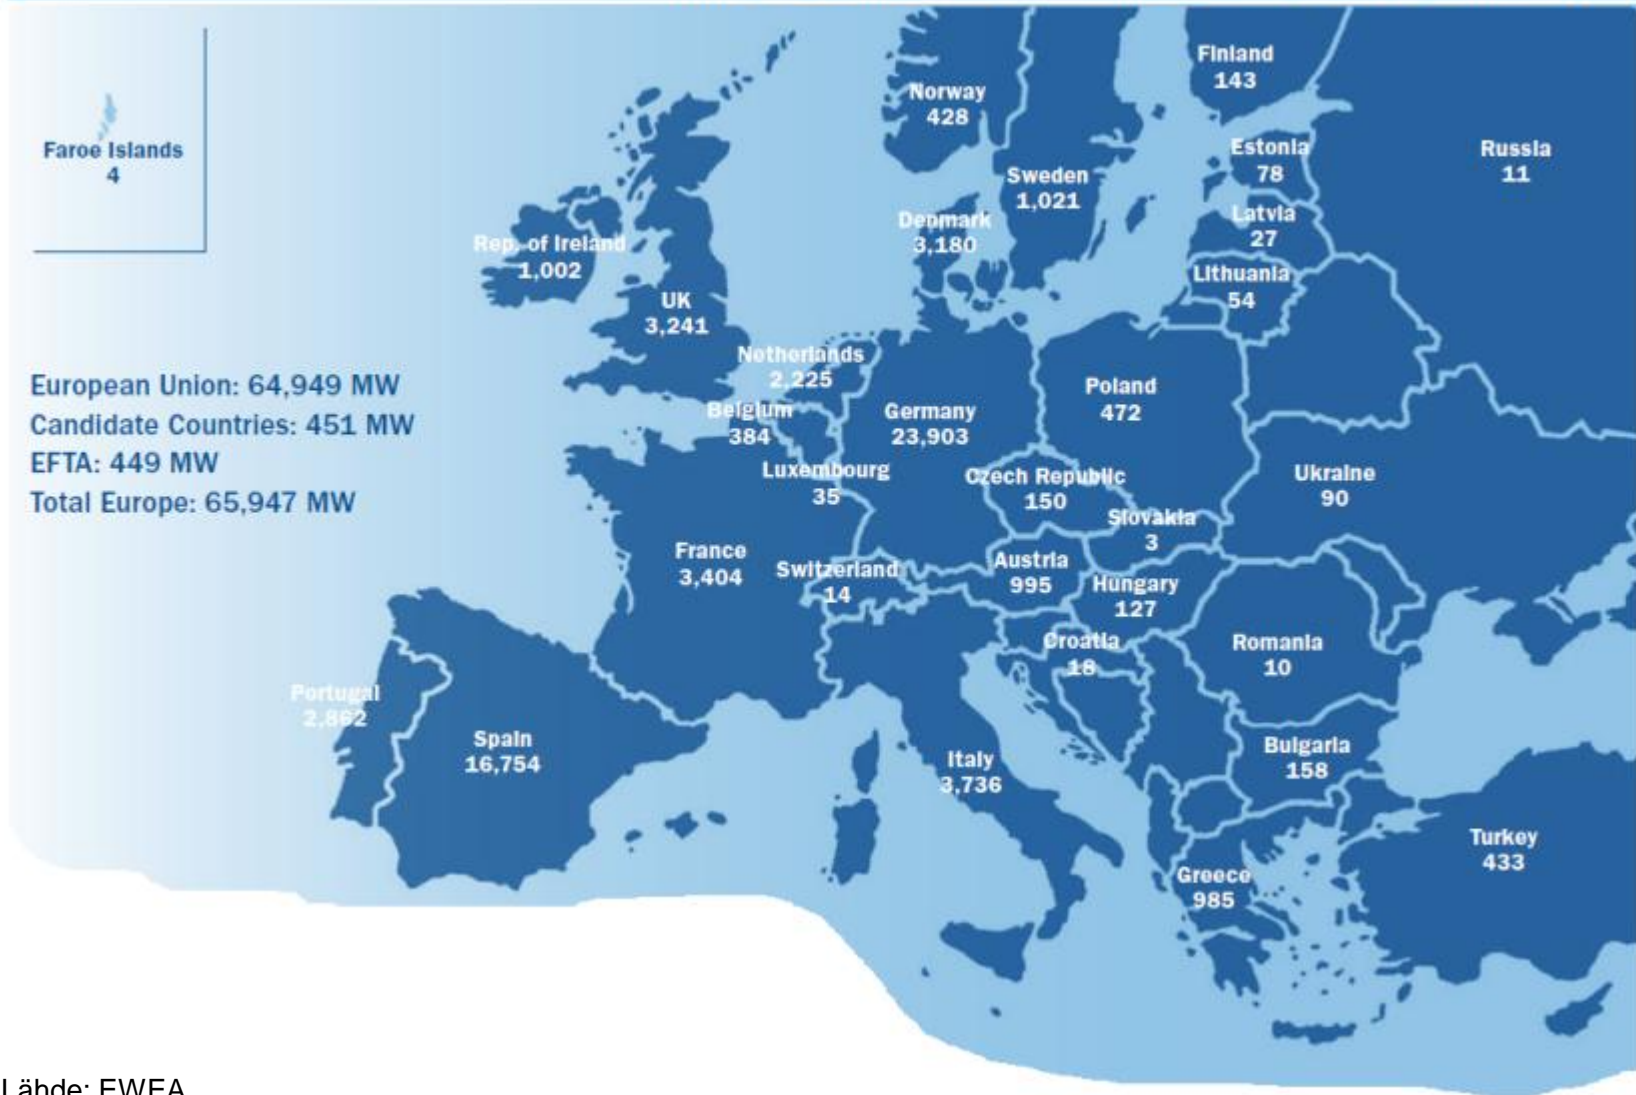 Finland
143
Norway
428
Faroe Islands
4
Estonia
78
Russia
11
Sweden
1,021
Denmark
3,180
Latvia
27
Rep. of Ireland
1,002
Lithuania
54
UK
3,241
Netherlands
2,225
European Union: 64,949 MW
Candidate Countries: 451 MW
EFTA: 449 MW
Total Europe: 65,947 MW
Poland
472
Belgium
384
Germany
23,903
Luxembourg
35
Czech Republic
150
Ukraine
90
Slovakia
3
France
3,404
Switzerland
14
Austria
995
Hungary
127
Croatia
18
Romania
10
Portugal
2,862
Spain
16,754
Italy
3,736
Bulgaria
158
Turkey
433
Greece
985
Lähde: EWEA